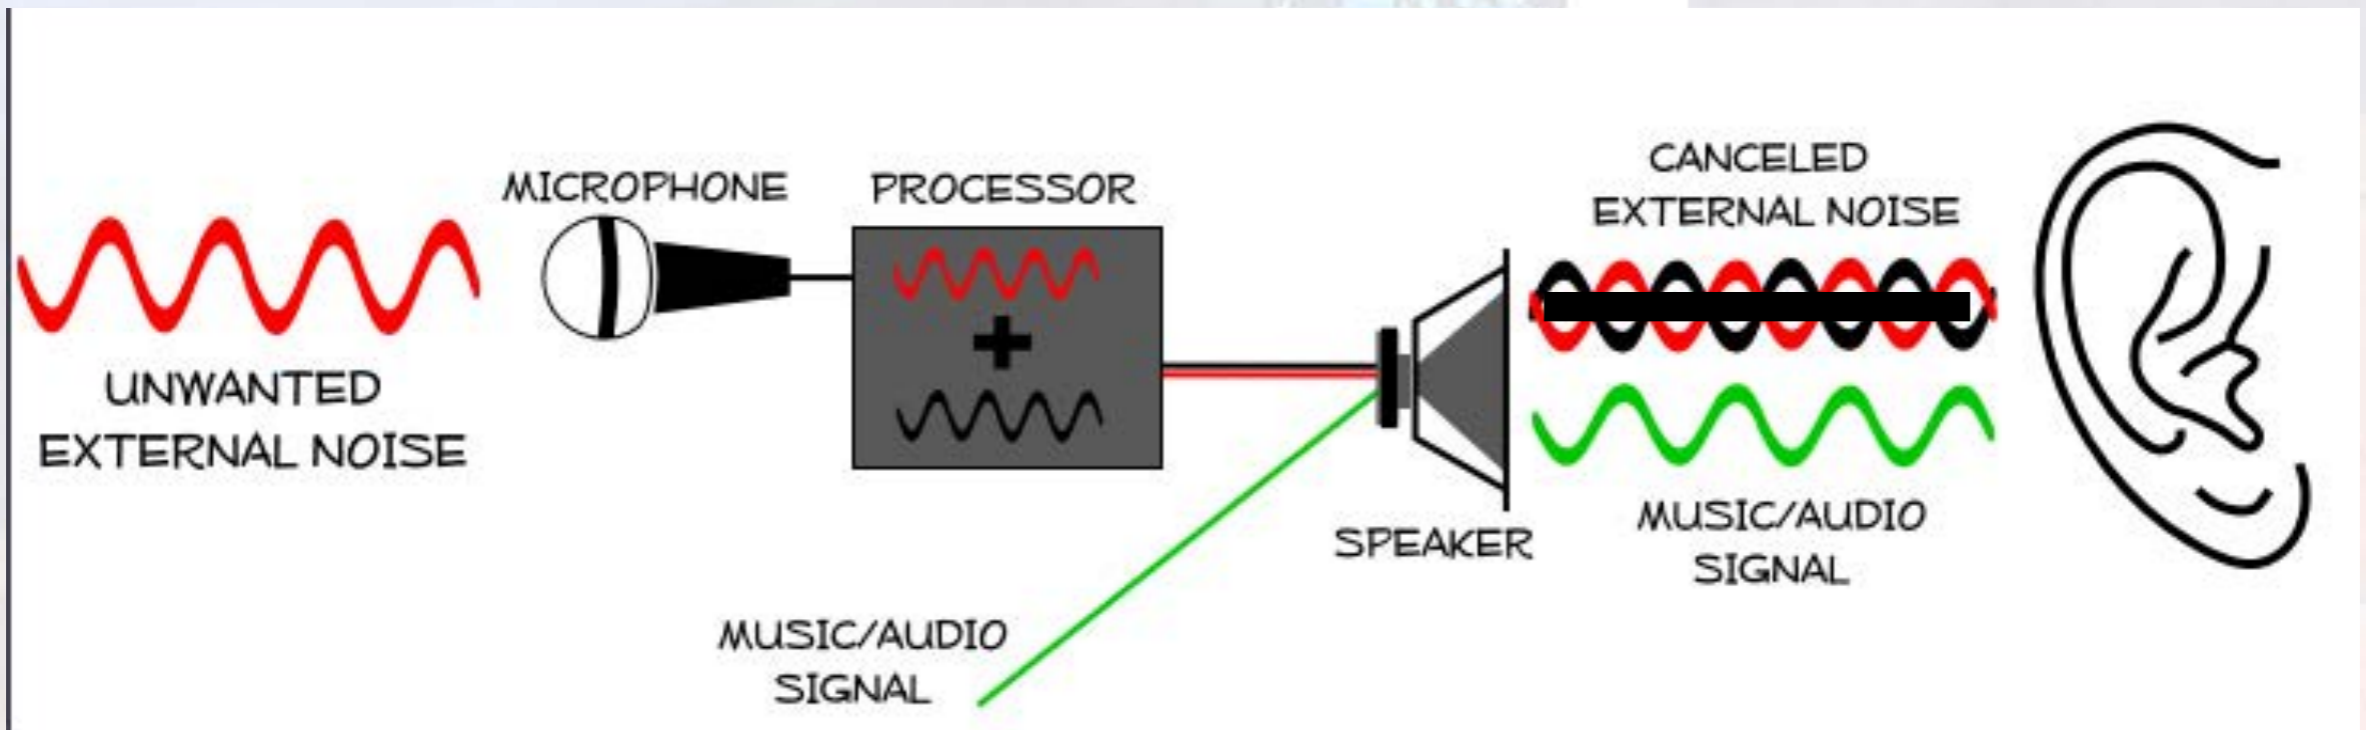 UNWANTED
EXTERNAL NOISE
MICROPHONE
PROCESSOR
+
MUSIC/AUDIO
SIGNAL
SPEAKER
CANCELED
EXTERNAL NOISE
MUSIC/AUDIO
SIGNAL